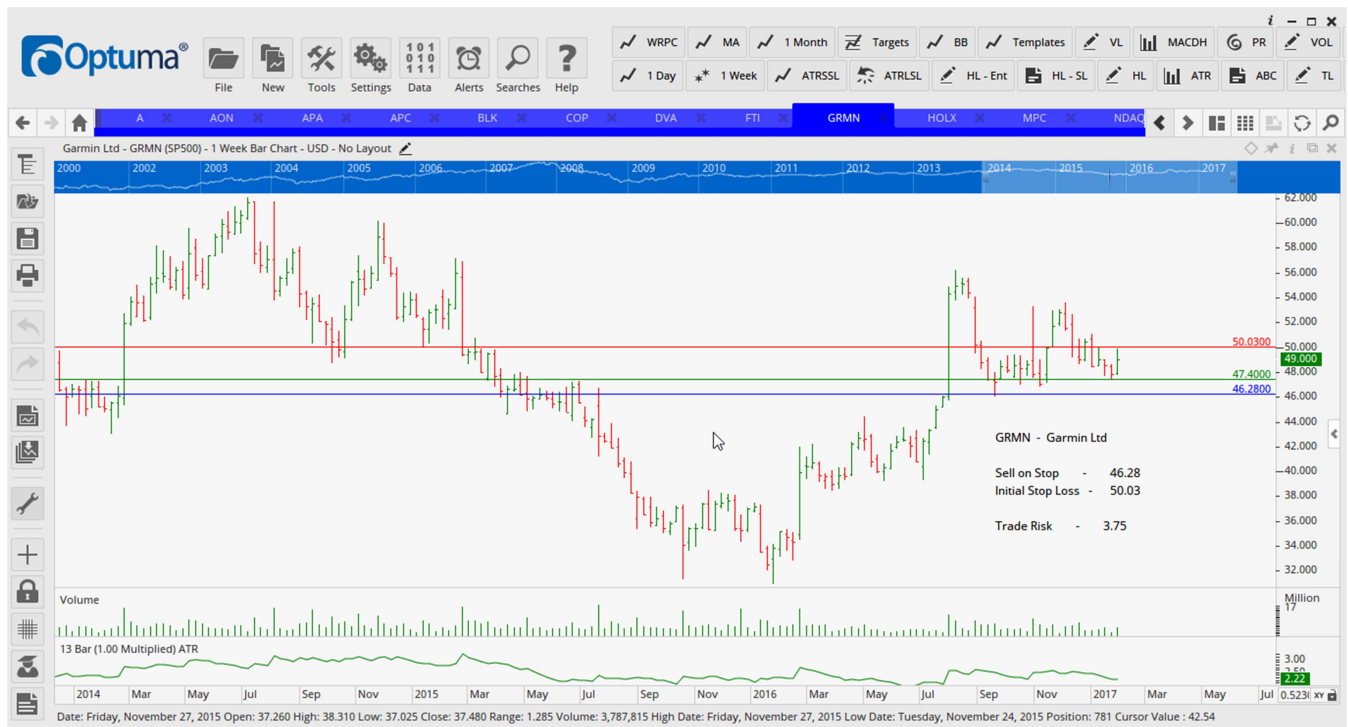 Optuma®
File New Tools Settings Data Alerts Searches Help
WRPC MA 1 Month Targets BB Templates VL MACDH PR VOL
1 Day 1 Week ATRSSL ATRLSL HL - Ent HL - SL HL ATR ABC TL
A AON APA APC BLK COP DVA FTI GRMN HOLX MPC NDAQ
Garmin Ltd - GRMN (SP500) - 1 Week Bar Chart - USD - No Layout
2000 2002 2003 2004 2005 2006 2007 2008 2009 2010 2011 2012 2013 2014 2015 2016 2017
62.000
60.000
58.000
56.000
54.000
52.000
50.0300
50.000
49.000
48.000
47.4000
46.2800
46.000
44.000
GRMN - Garmin Ltd
42.000
Sell on Stop - 46.28
40.000
Initial Stop Loss - 50.03
38.000
Trade Risk - 3.75
36.000
34.000
32.000
Volume
Million
17
13 Bar (1.00 Multiplied) ATR
3.00
2.22
2014 Mar May Jul Sep Nov 2015 Mar May Jul Sep Nov 2016 Mar May Jul Sep Nov 2017 Mar May Jul XY
Date: Friday, November 27, 2015 Open: 37.260 High: 38.310 Low: 37.025 Close: 37.480 Range: 1.285 Volume: 3,787,815 High Date: Friday, November 27, 2015 Low Date: Tuesday, November 24, 2015 Position: 781 Cursor Value : 42.54